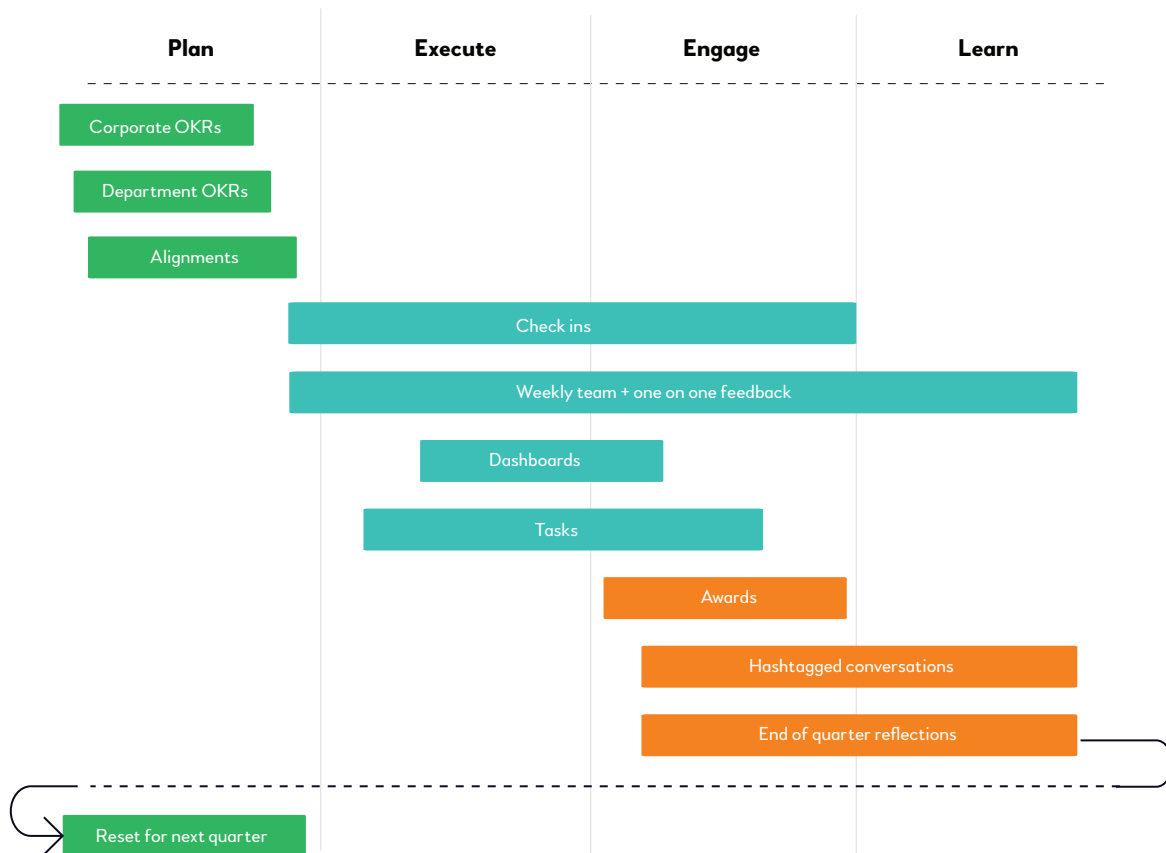 Plan
Execute
Engage
Learn
Corporate OKRs
Department OKRs
Alignments
Check ins
Weekly team + one on one feedback
Dashboards
Tasks
Awards
Hashtagged conversations
End of quarter reflections
Reset for next quarter